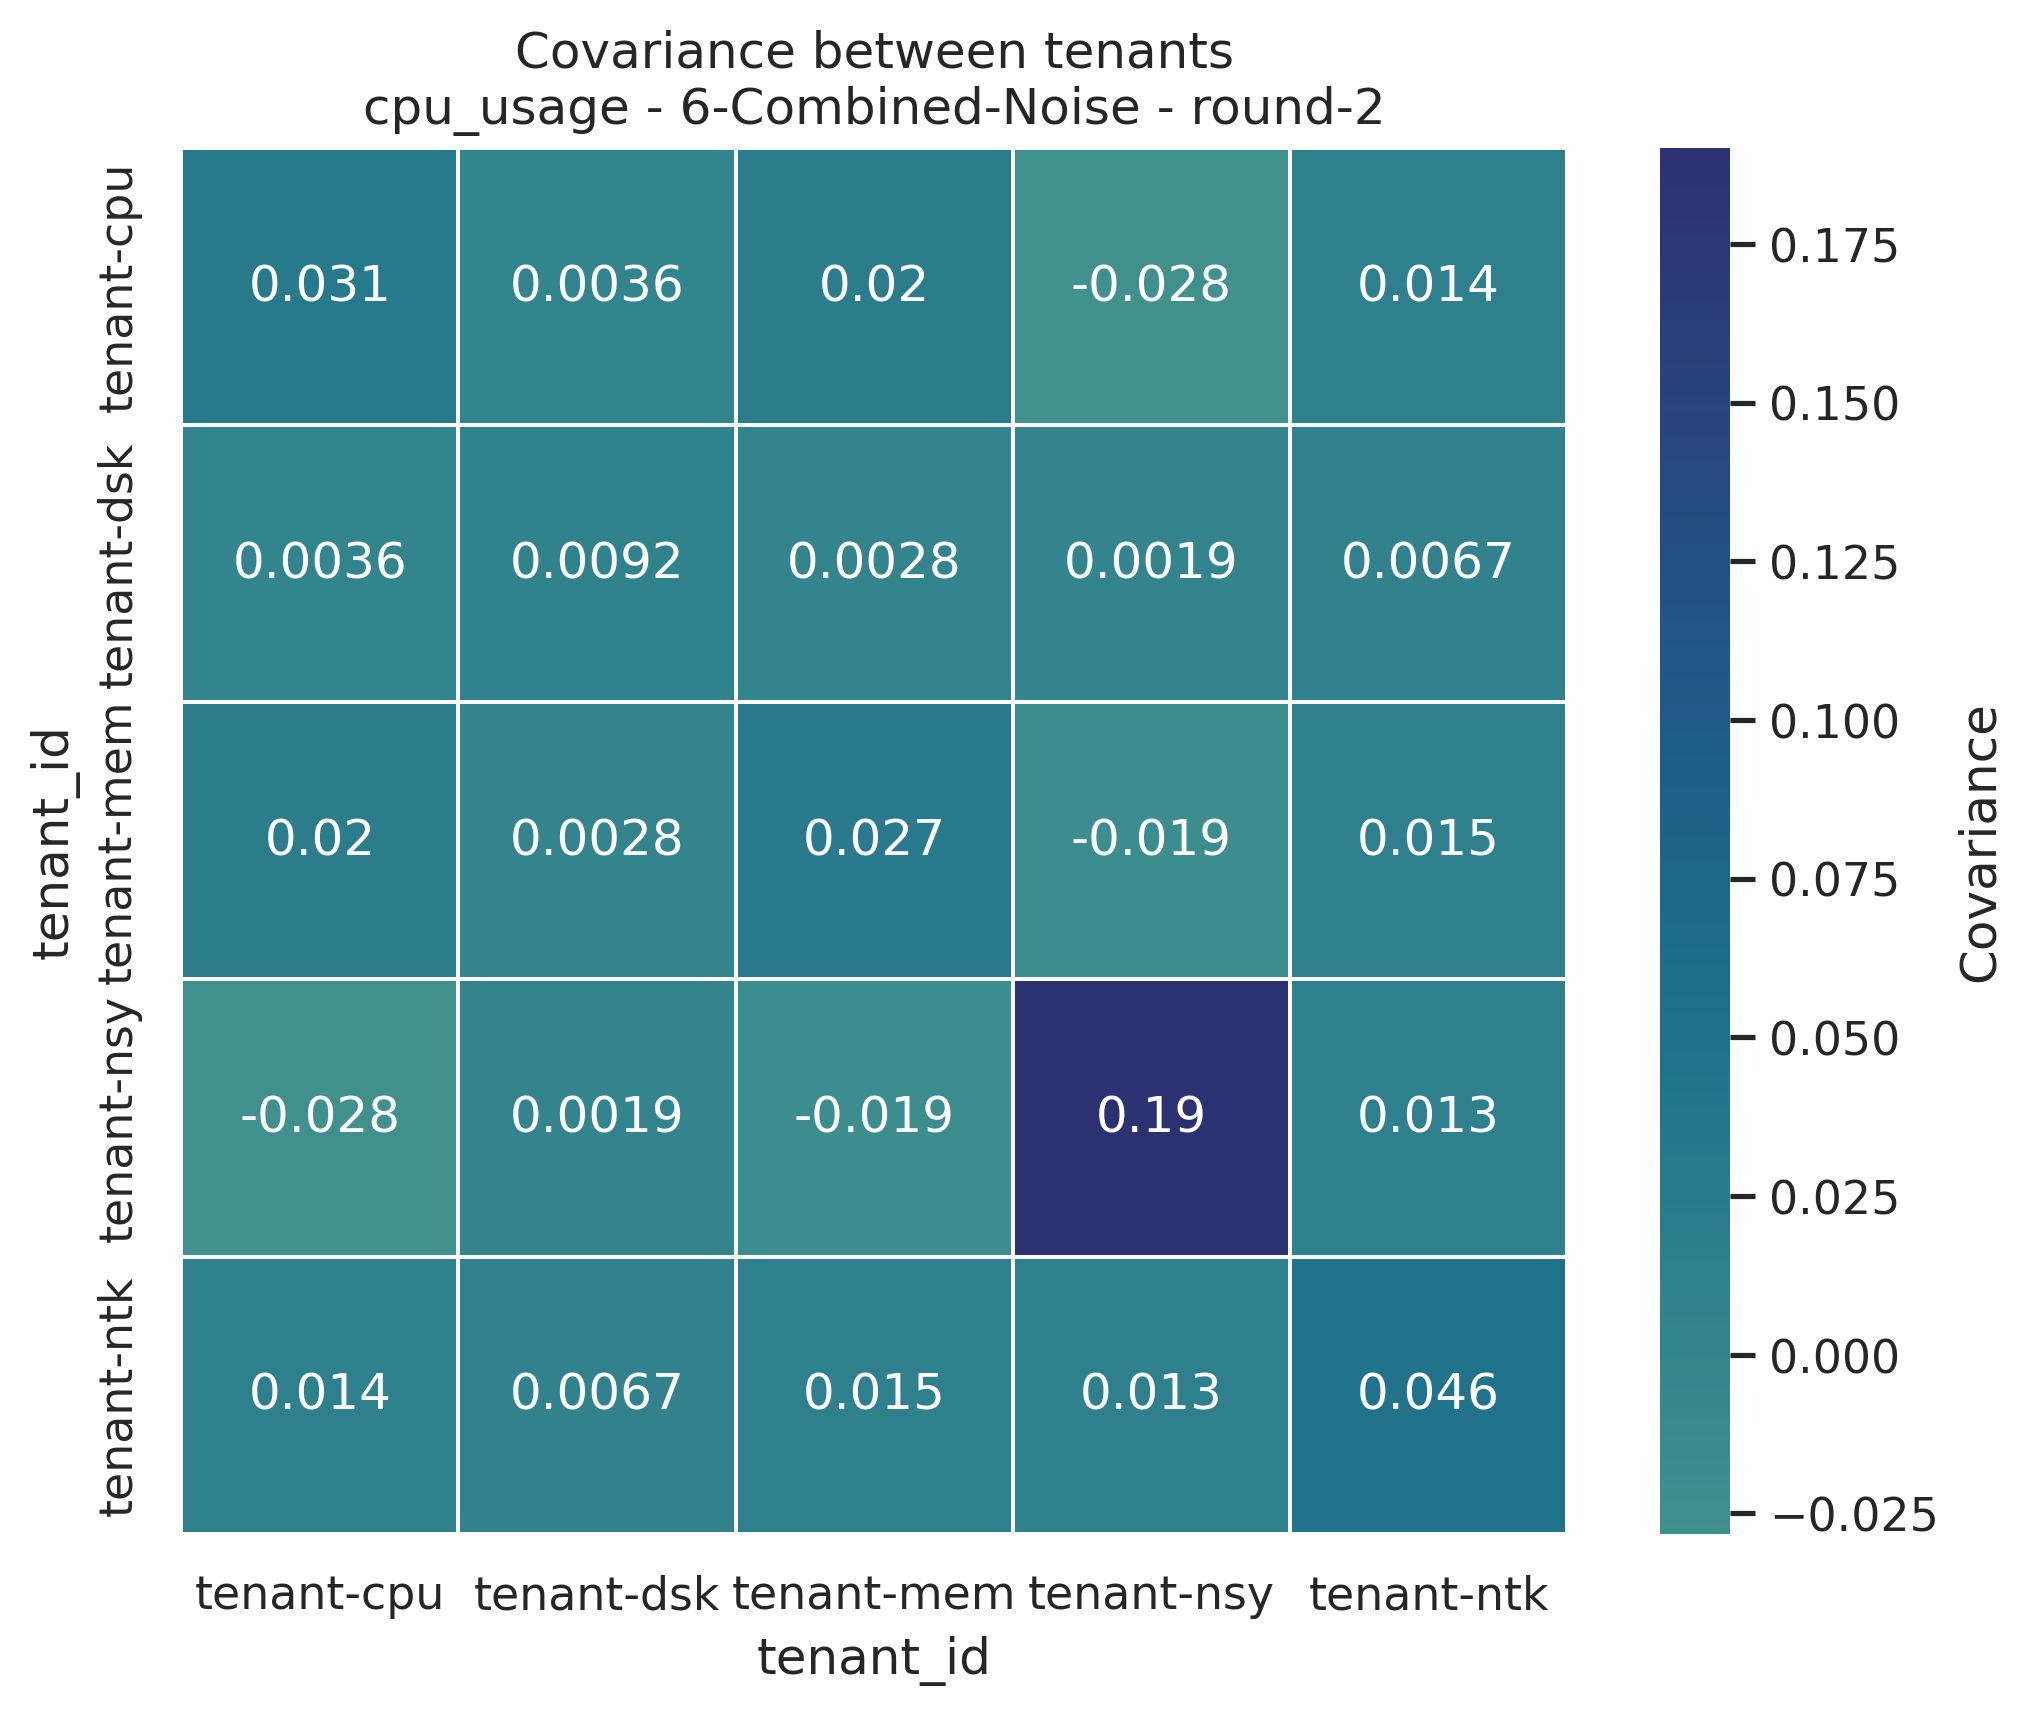 Covariance between tenants
cpu_usage - 6-Combined-Noise - round-2
tenant_id
tenant-cpu
0.031 0.0036 0.02 -0.028 0.014
tenant-dsk
0.0036 0.0092 0.0028 0.0019 0.0067
tenant-mem
0.02 0.0028 0.027 -0.019 0.015
tenant-nsy
-0.028 0.0019 -0.019 0.19 0.013
tenant-ntk
0.014 0.0067 0.015 0.013 0.046
tenant-cpu tenant-dsk tenant-mem tenant-nsy tenant-ntk
tenant_id
0.175
0.150
0.125
0.100
0.075
0.050
0.025
0.000
−0.025
Covariance